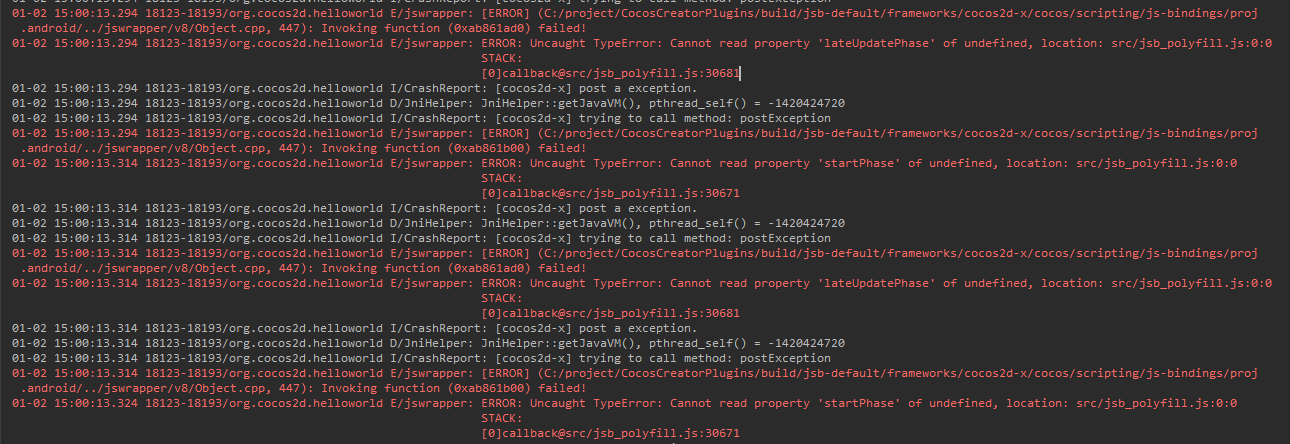 01-02 15:00:13.294 18123-18193/org.cocos2d.helloworld I/CrashReport: [cocos2d-x] trying to call method: postException
01-02 15:00:13.294 18123-18193/org.cocos2d.helloworld E/jswrapper: [ERROR] (C:/project/CocosCreatorPlugins/build/jsb-default/frameworks/cocos2d-x/cocos/scripting/js-bindings/proj
.android/../jswrapper/v8/Object.cpp, 447): Invoking function (0xab861ad0) failed!
01-02 15:00:13.294 18123-18193/org.cocos2d.helloworld E/jswrapper: ERROR: Uncaught TypeError: Cannot read property 'lateUpdatePhase' of undefined, location: src/jsb_polyfill.js:0:0
STACK:
[0]callback@src/jsb_polyfill.js:30681
01-02 15:00:13.294 18123-18193/org.cocos2d.helloworld I/CrashReport: [cocos2d-x] post a exception.
01-02 15:00:13.294 18123-18193/org.cocos2d.helloworld D/JniHelper: JniHelper::getJavaVM(), pthread_self() = -1420424720
01-02 15:00:13.294 18123-18193/org.cocos2d.helloworld I/CrashReport: [cocos2d-x] trying to call method: postException
01-02 15:00:13.294 18123-18193/org.cocos2d.helloworld E/jswrapper: [ERROR] (C:/project/CocosCreatorPlugins/build/jsb-default/frameworks/cocos2d-x/cocos/scripting/js-bindings/proj
.android/../jswrapper/v8/Object.cpp, 447): Invoking function (0xab861b00) failed!
01-02 15:00:13.314 18123-18193/org.cocos2d.helloworld E/jswrapper: ERROR: Uncaught TypeError: Cannot read property 'startPhase' of undefined, location: src/jsb_polyfill.js:0:0
STACK:
[0]callback@src/jsb_polyfill.js:30671
01-02 15:00:13.314 18123-18193/org.cocos2d.helloworld I/CrashReport: [cocos2d-x] post a exception.
01-02 15:00:13.314 18123-18193/org.cocos2d.helloworld D/JniHelper: JniHelper::getJavaVM(), pthread_self() = -1420424720
01-02 15:00:13.314 18123-18193/org.cocos2d.helloworld I/CrashReport: [cocos2d-x] trying to call method: postException
01-02 15:00:13.314 18123-18193/org.cocos2d.helloworld E/jswrapper: [ERROR] (C:/project/CocosCreatorPlugins/build/jsb-default/frameworks/cocos2d-x/cocos/scripting/js-bindings/proj
.android/../jswrapper/v8/Object.cpp, 447): Invoking function (0xab861ad0) failed!
01-02 15:00:13.314 18123-18193/org.cocos2d.helloworld E/jswrapper: ERROR: Uncaught TypeError: Cannot read property 'lateUpdatePhase' of undefined, location: src/jsb_polyfill.js:0:0
STACK:
[0]callback@src/jsb_polyfill.js:30681
01-02 15:00:13.314 18123-18193/org.cocos2d.helloworld I/CrashReport: [cocos2d-x] post a exception.
01-02 15:00:13.314 18123-18193/org.cocos2d.helloworld D/JniHelper: JniHelper::getJavaVM(), pthread_self() = -1420424720
01-02 15:00:13.314 18123-18193/org.cocos2d.helloworld I/CrashReport: [cocos2d-x] trying to call method: postException
01-02 15:00:13.314 18123-18193/org.cocos2d.helloworld E/jswrapper: [ERROR] (C:/project/CocosCreatorPlugins/build/jsb-default/frameworks/cocos2d-x/cocos/scripting/js-bindings/proj
.android/../jswrapper/v8/Object.cpp, 447): Invoking function (0xab861b00) failed!
01-02 15:00:13.324 18123-18193/org.cocos2d.helloworld E/jswrapper: ERROR: Uncaught TypeError: Cannot read property 'startPhase' of undefined, location: src/jsb_polyfill.js:0:0
STACK:
[0]callback@src/jsb_polyfill.js:30671